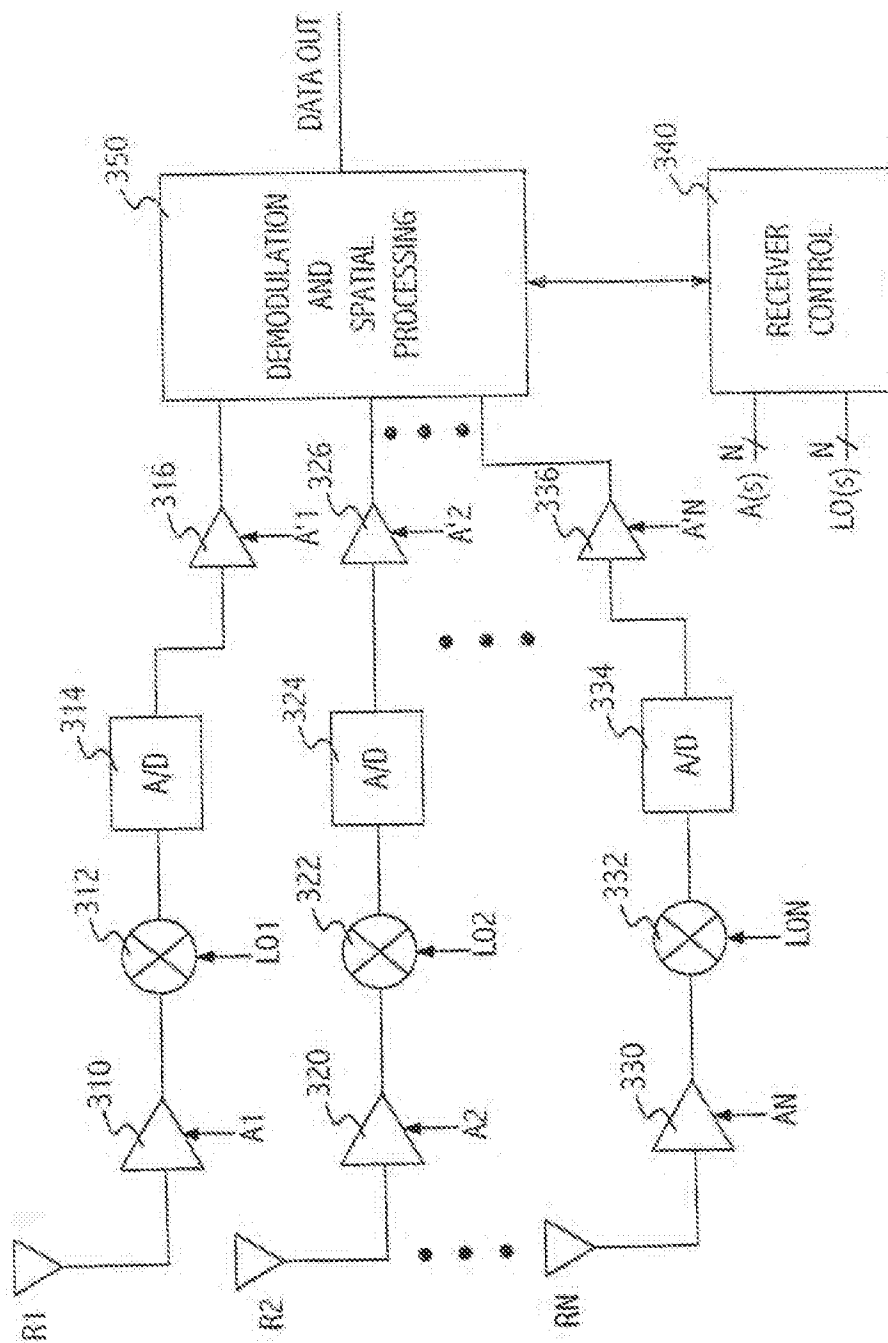 R1
310
A1
312
LO1
314
A/D
316
A'1
350
DEMODULATION
AND
SPATIAL
PROCESSING
DATA OUT
R2
320
A2
322
LO2
324
A/D
326
A'2
RN
330
AN
332
LON
334
A/D
336
A'N
340
RECEIVER
CONTROL
A(s)
N
LO(s)
N